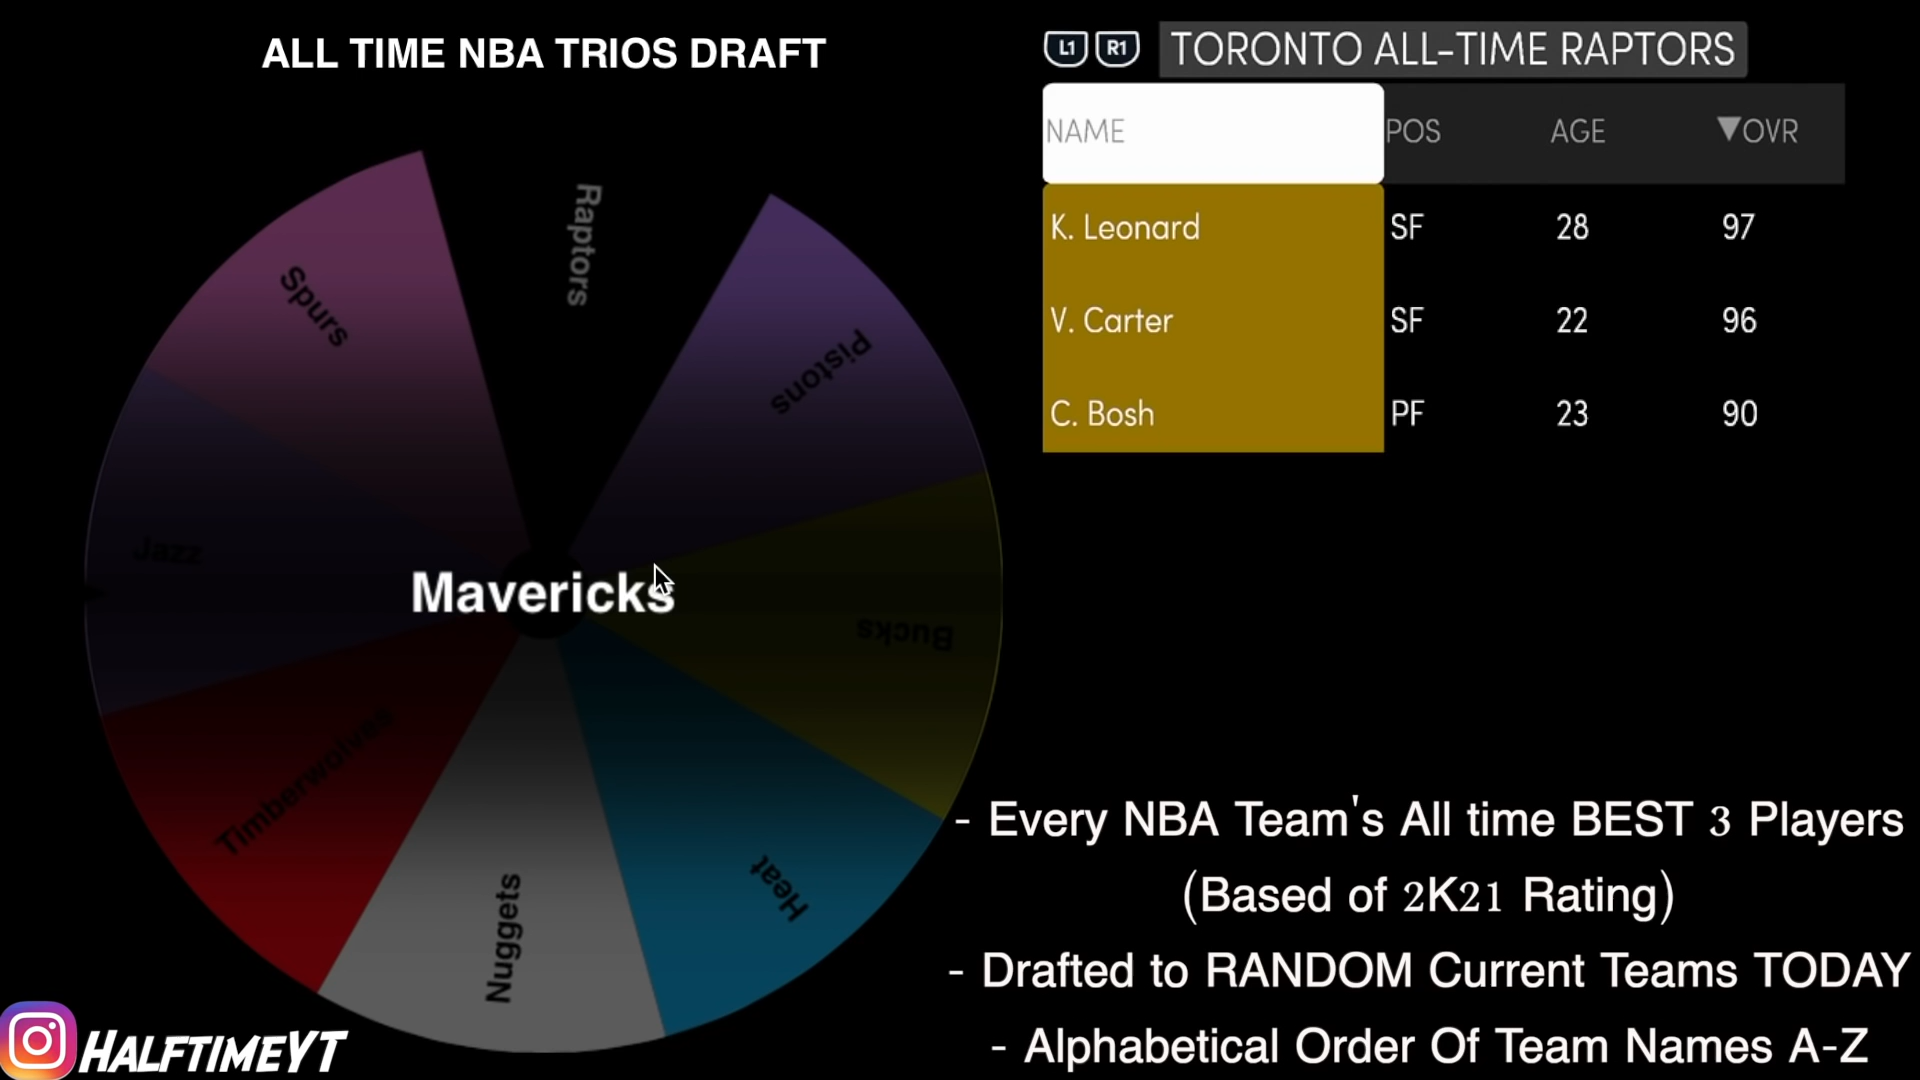 ALL TIME NBA TRIOS DRAFT
L1 R1 TORONTO ALL-TIME RAPTORS
NAME POS AGE ▼OVR
K. Leonard SF 28 97
V. Carter SF 22 96
C. Bosh PF 23 90
Raptors
Pistons
Bucks
Heat
Nuggets
Timberwolves
Jazz
Spurs
Mavericks
- Every NBA Team's All time BEST 3 Players
(Based of 2K21 Rating)
- Drafted to RANDOM Current Teams TODAY
- Alphabetical Order Of Team Names A-Z
HALFTIMEYT